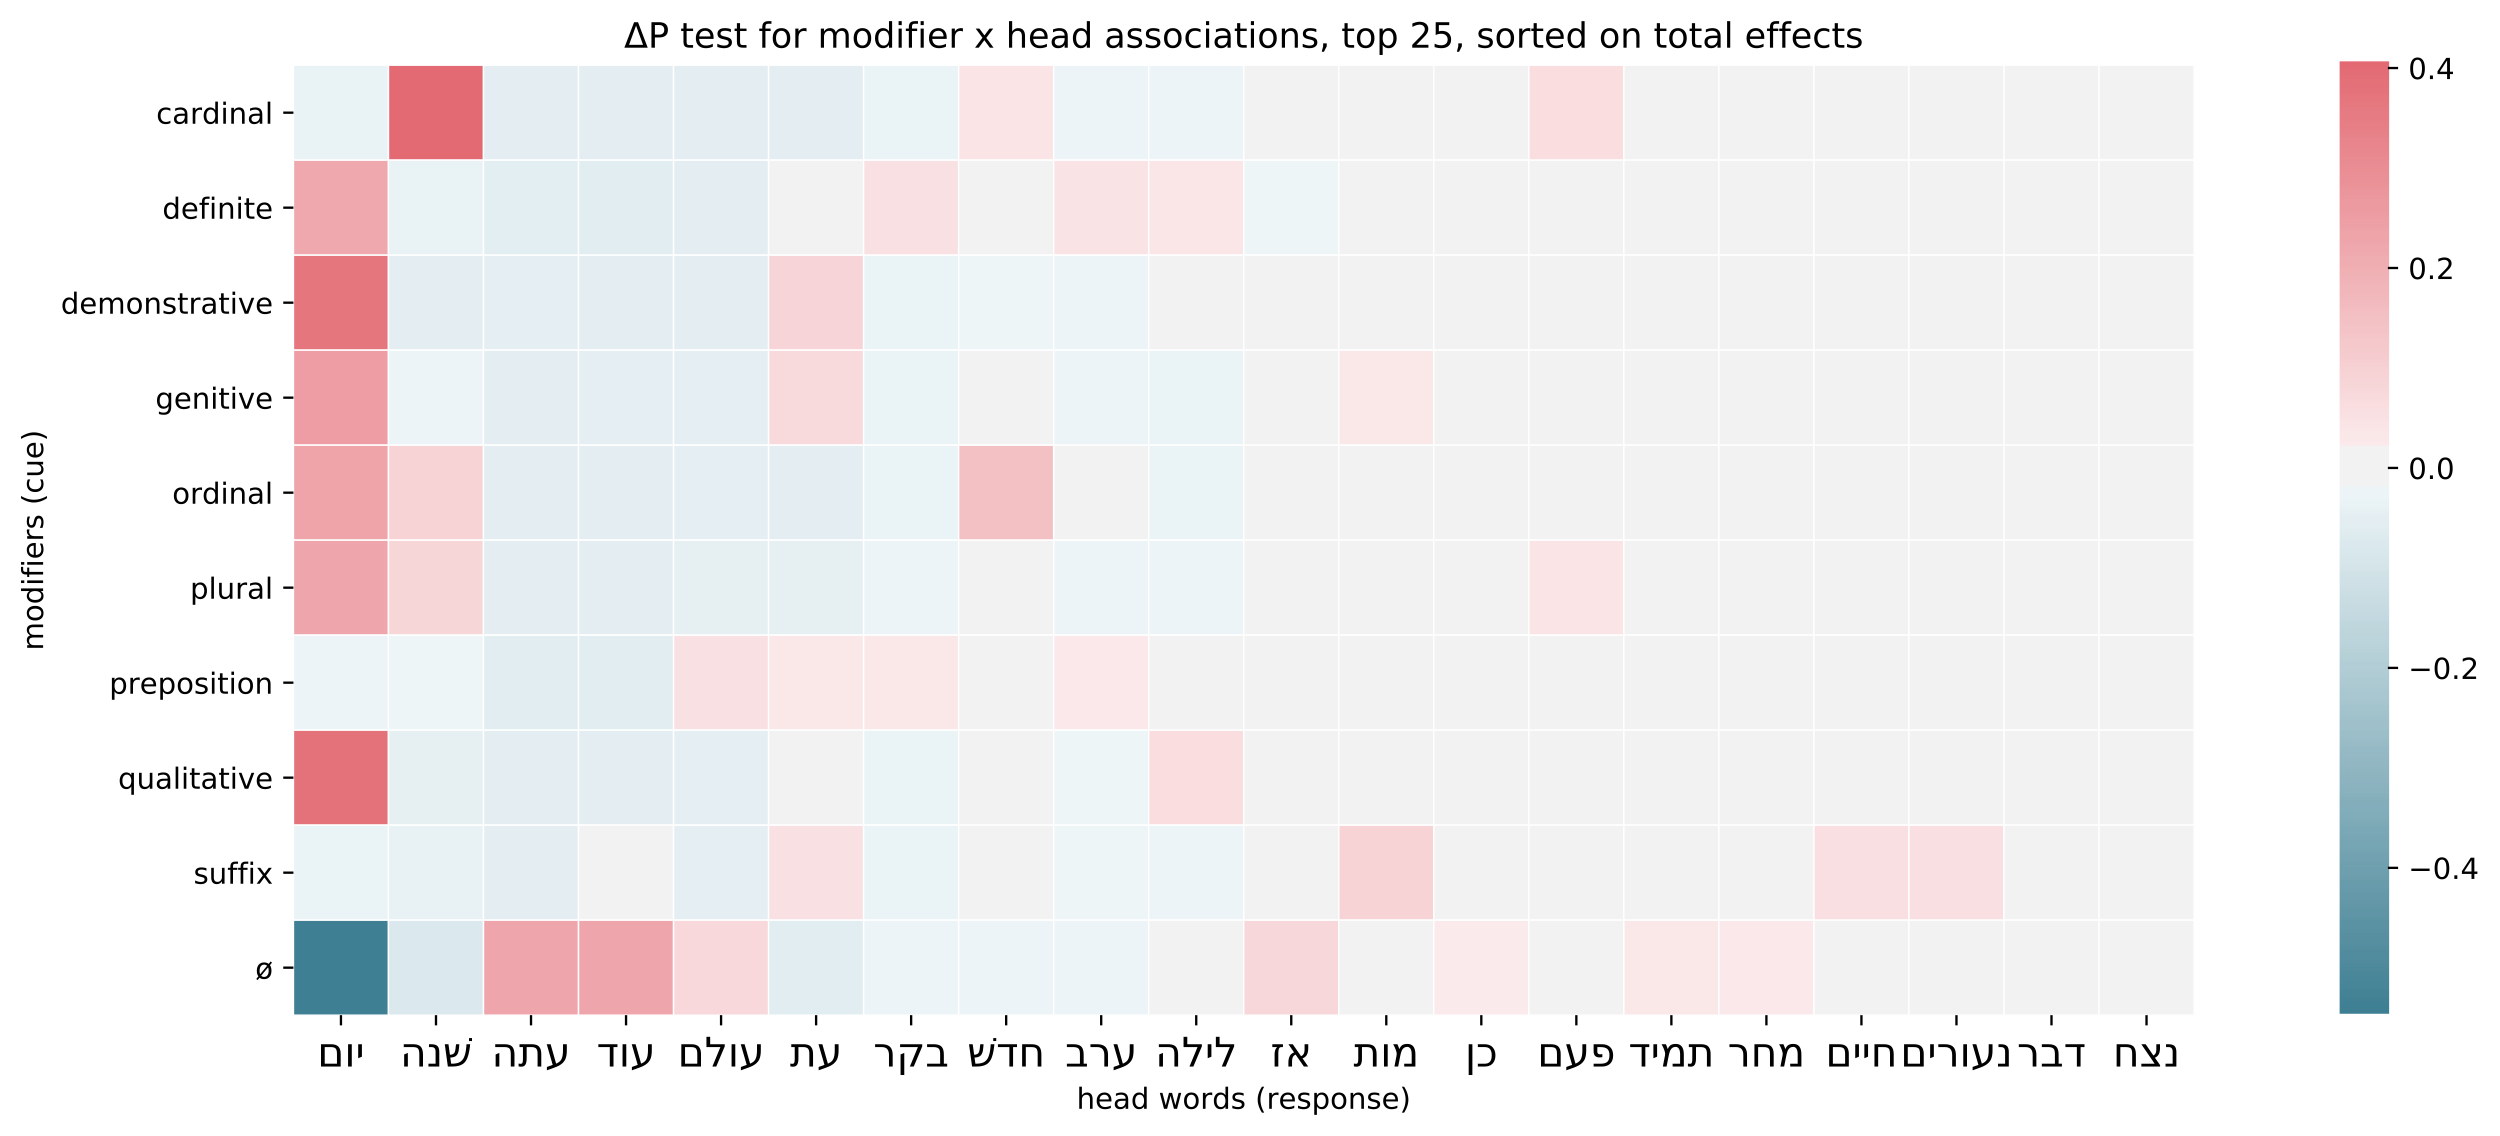 ΔP test for modifier x head associations, top 25, sorted on total effects
modifiers (cue)
cardinal
definite
demonstrative
genitive
ordinal
plural
preposition
qualitative
suffix
ø
יום שׁנה עתה עוד עולם עת בקר חדשׁ ערב לילה אז מות כן פעם תמיד מחר חיים נעורים דבר נצח
head words (response)
0.4
0.2
0.0
−0.2
−0.4